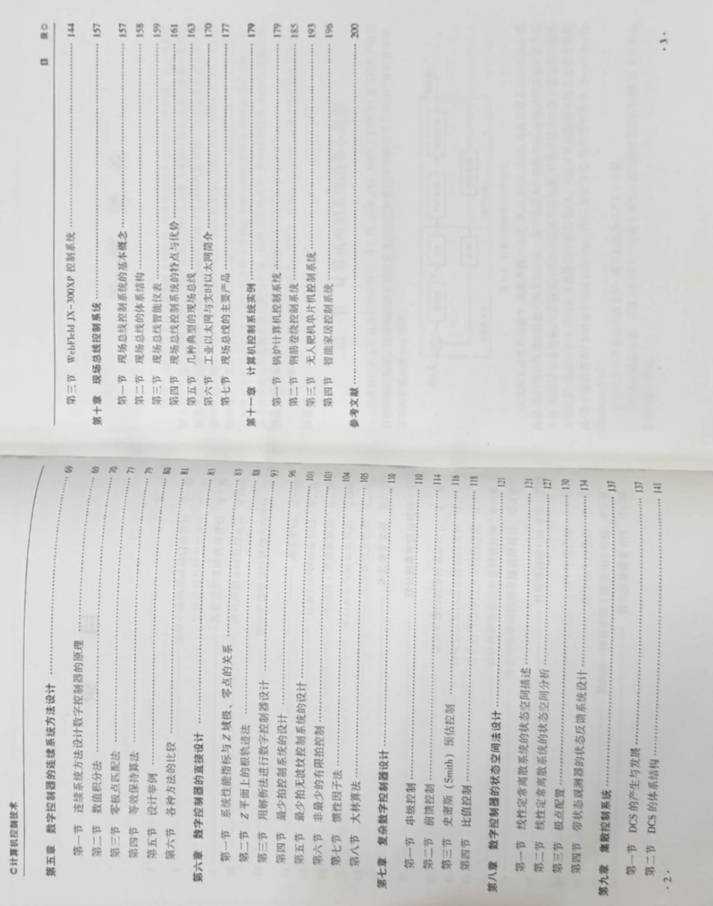 ◎计算机控制技术
第五章 数字控制器的连续系统方法设计 69
第一节 连续系统方法设计数字控制器的原理 69
第二节 数值积分法 69
第三节 零极点匹配法 76
第四节 等效保持算法 77
第五节 设计举例 79
第六节 各种方法的比较 80
第六章 数字控制器的直接设计 83
第一节 系统性能指标与Z域极、零点的关系 83
第二节 Z平面上的根轨迹法 83
第三节 用解析法进行数字控制器设计 88
第四节 最少拍控制系统的设计 93
第五节 最少拍无波纹控制系统的设计 96
第六节 非最少的有限拍控制 101
第七节 惯性因子法 103
第八节 大林算法 104
第七章 复杂数字控制器设计 110
第一节 串级控制 110
第二节 前馈控制 114
第三节 史密斯（Smith）预估控制 116
第四节 比值控制 118
第八章 数字控制器的状态空间法设计 121
第一节 线性定常离散系统的状态空间描述 121
第二节 线性定常离散系统的状态空间分析 127
第三节 极点配置 130
第四节 带状态观测器的状态反馈系统设计 134
第九章 集散控制系统 137
第一节 DCS的产生与发展 137
第二节 DCS的体系结构 141
·2·
目 录◎
第三节 WebField JX-300XP控制系统 144
第十章 现场总线控制系统 157
第一节 现场总线控制系统的基本概念 157
第二节 现场总线的体系结构 158
第三节 现场总线智能仪表 159
第四节 现场总线控制系统的特点与优势 161
第五节 几种典型的现场总线 163
第六节 工业以太网与实时以太网简介 170
第七节 现场总线的主要产品 177
第十一章 计算机控制系统实例 179
第一节 锅炉计算机控制系统 179
第二节 钢筋卷绕控制系统 185
第三节 无人靶机单片机控制系统 193
第四节 智能家居控制系统 196
参考文献 200
·3·